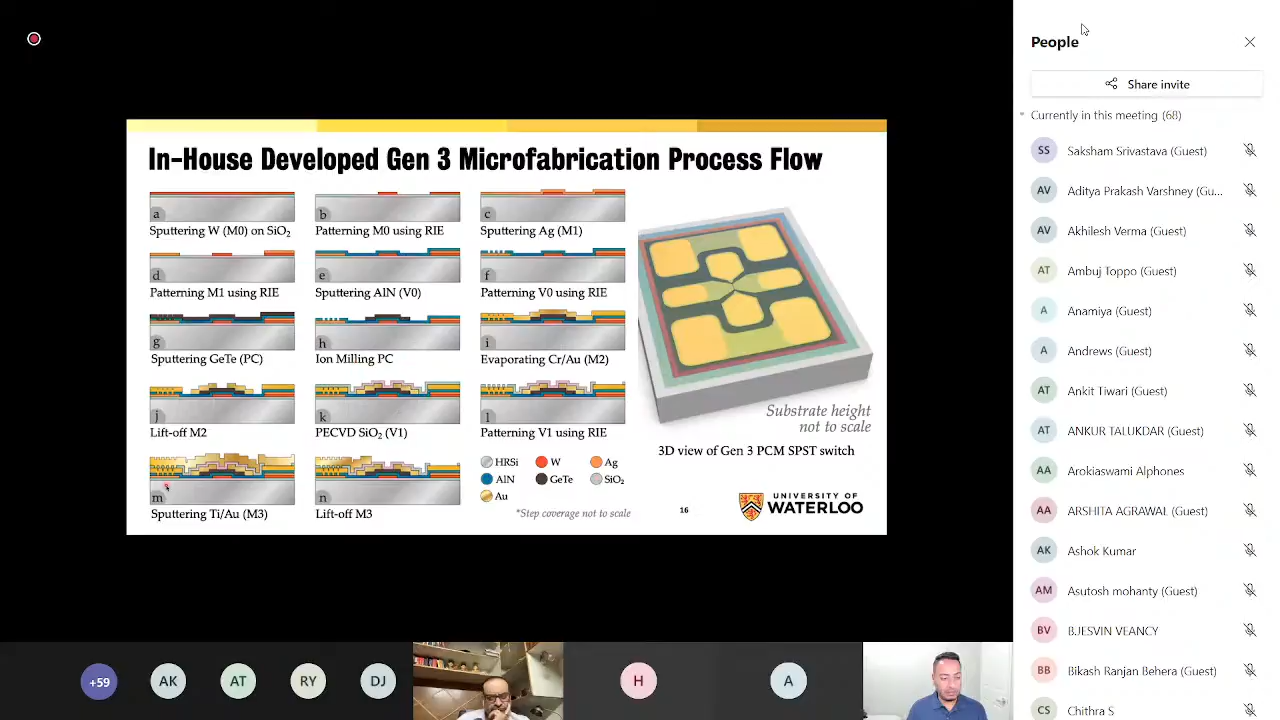 People
Share invite
Currently in this meeting (68)
SS Saksham Srivastava (Guest)
AV Aditya Prakash Varshney (Gu...
AV Akhilesh Verma (Guest)
AT Ambuj Toppo (Guest)
A Anamiya (Guest)
A Andrews (Guest)
AT Ankit Tiwari (Guest)
AT ANKUR TALUKDAR (Guest)
AA Arokiaswami Alphones
AA ARSHITA AGRAWAL (Guest)
AK Ashok Kumar
AM Asutosh mohanty (Guest)
BV BJESVIN VEANCY
BB Bikash Ranjan Behera (Guest)
CS Chithra S
In-House Developed Gen 3 Microfabrication Process Flow
a b c
Sputtering W (M0) on SiO₂ Patterning M0 using RIE Sputtering Ag (M1)
d e f
Patterning M1 using RIE Sputtering AlN (V0) Patterning V0 using RIE
g h i
Sputtering GeTe (PC) Ion Milling PC Evaporating Cr/Au (M2)
j k l
Lift-off M2 PECVD SiO₂ (V1) Patterning V1 using RIE
m n
Sputtering Ti/Au (M3) Lift-off M3
HRSi W Ag
AlN GeTe SiO₂
Au
*Step coverage not to scale
Substrate height
not to scale
3D view of Gen 3 PCM SPST switch
16
UNIVERSITY OF
WATERLOO
+59 AK AT RY DJ H A